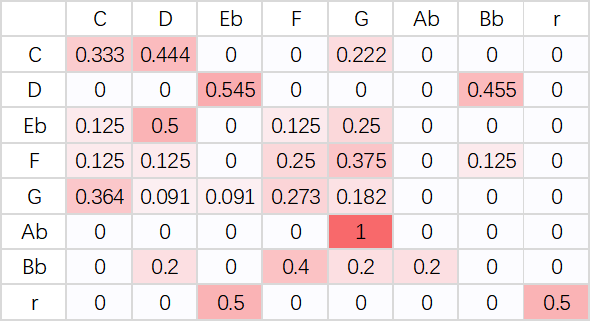 C D Eb F G Ab Bb r
C 0.333 0.444 0 0 0.222 0 0 0
D 0 0 0.545 0 0 0 0.455 0
Eb 0.125 0.5 0 0.125 0.25 0 0 0
F 0.125 0.125 0 0.25 0.375 0 0.125 0
G 0.364 0.091 0.091 0.273 0.182 0 0 0
Ab 0 0 0 0 1 0 0 0
Bb 0 0.2 0 0.4 0.2 0.2 0 0
r 0 0 0.5 0 0 0 0 0.5